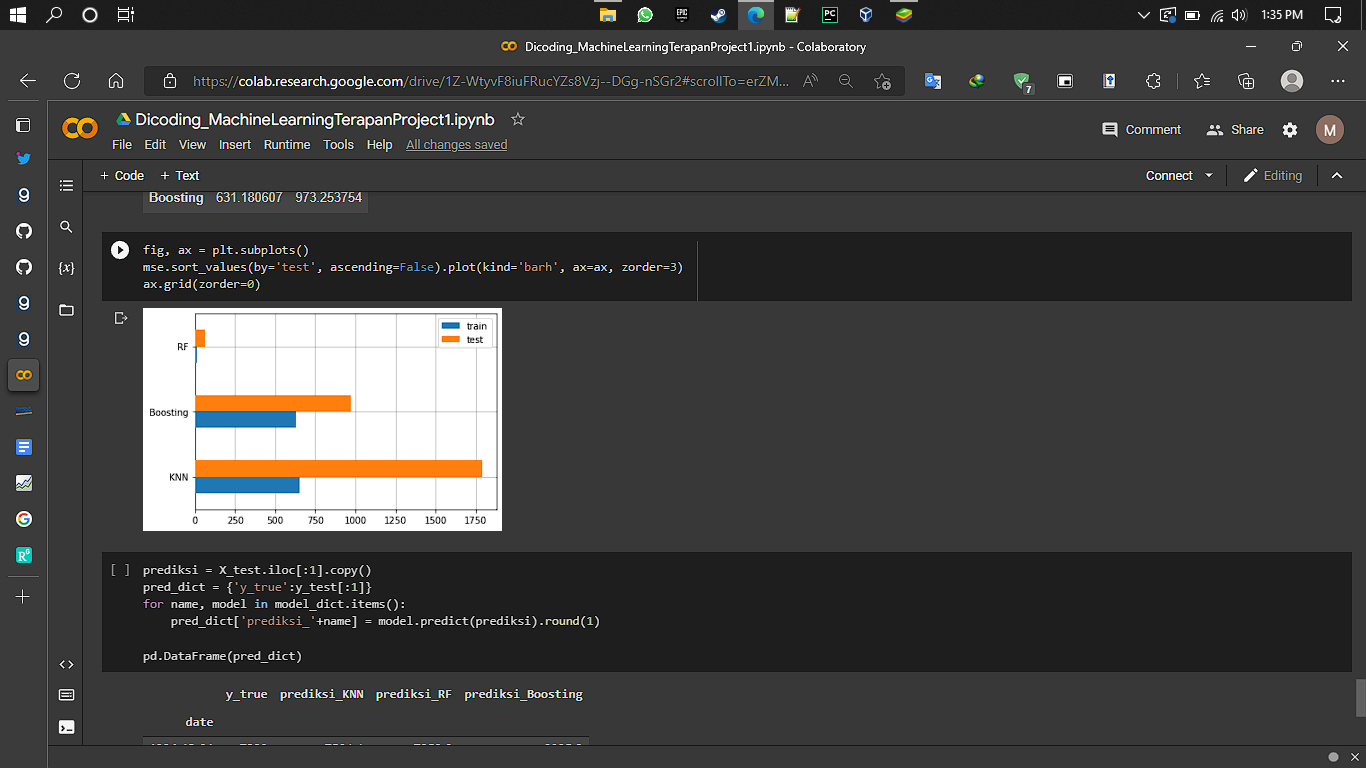 1:35 PM
Dicoding_MachineLearningTerapanProject1.ipynb - Colaboratory
https://colab.research.google.com/drive/1Z-WtyvF8iuFRucYZs8Vzj--DGg-nSGr2#scrollTo=erZM...
7
Dicoding_MachineLearningTerapanProject1.ipynb
File Edit View Insert Runtime Tools Help All changes saved
Comment Share M
+ Code + Text
Connect Editing
Boosting 631.180607 973.253754
fig, ax = plt.subplots()
mse.sort_values(by='test', ascending=False).plot(kind='barh', ax=ax, zorder=3)
ax.grid(zorder=0)
train
test
RF
Boosting
KNN
0 250 500 750 1000 1250 1500 1750
[ ] prediksi = X_test.iloc[:1].copy()
pred_dict = {'y_true':y_test[:1]}
for name, model in model_dict.items():
pred_dict['prediksi_'+name] = model.predict(prediksi).round(1)
pd.DataFrame(pred_dict)
y_true prediksi_KNN prediksi_RF prediksi_Boosting
date